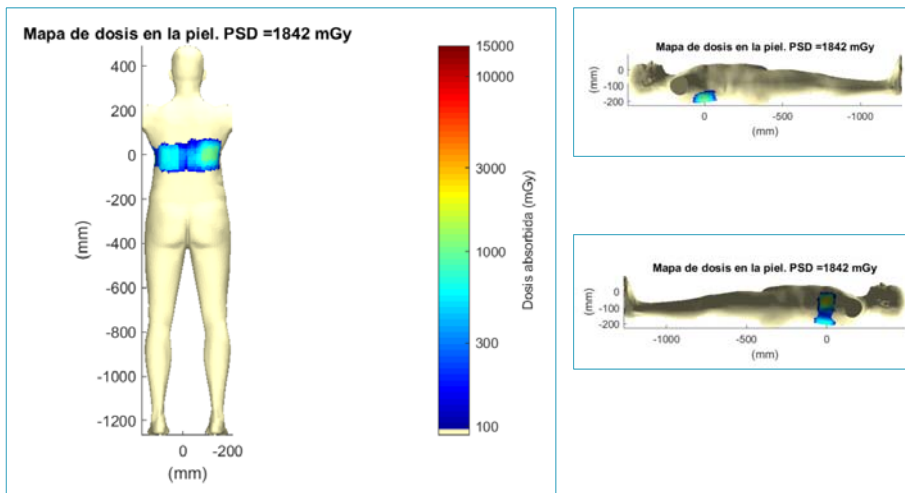 Mapa de dosis en la piel. PSD =1842 mGy
400
200
0
-200
-400
-600
-800
-1000
-1200
(mm)
0 -200
(mm)
15000
10000
3000
1000
300
100
Dosis absorbida (mGy)
Mapa de dosis en la piel. PSD =1842 mGy
0
-100
-200
(mm)
0 -500 -1000
(mm)
Mapa de dosis en la piel. PSD =1842 mGy
0
-100
-200
(mm)
-1000 -500 0
(mm)